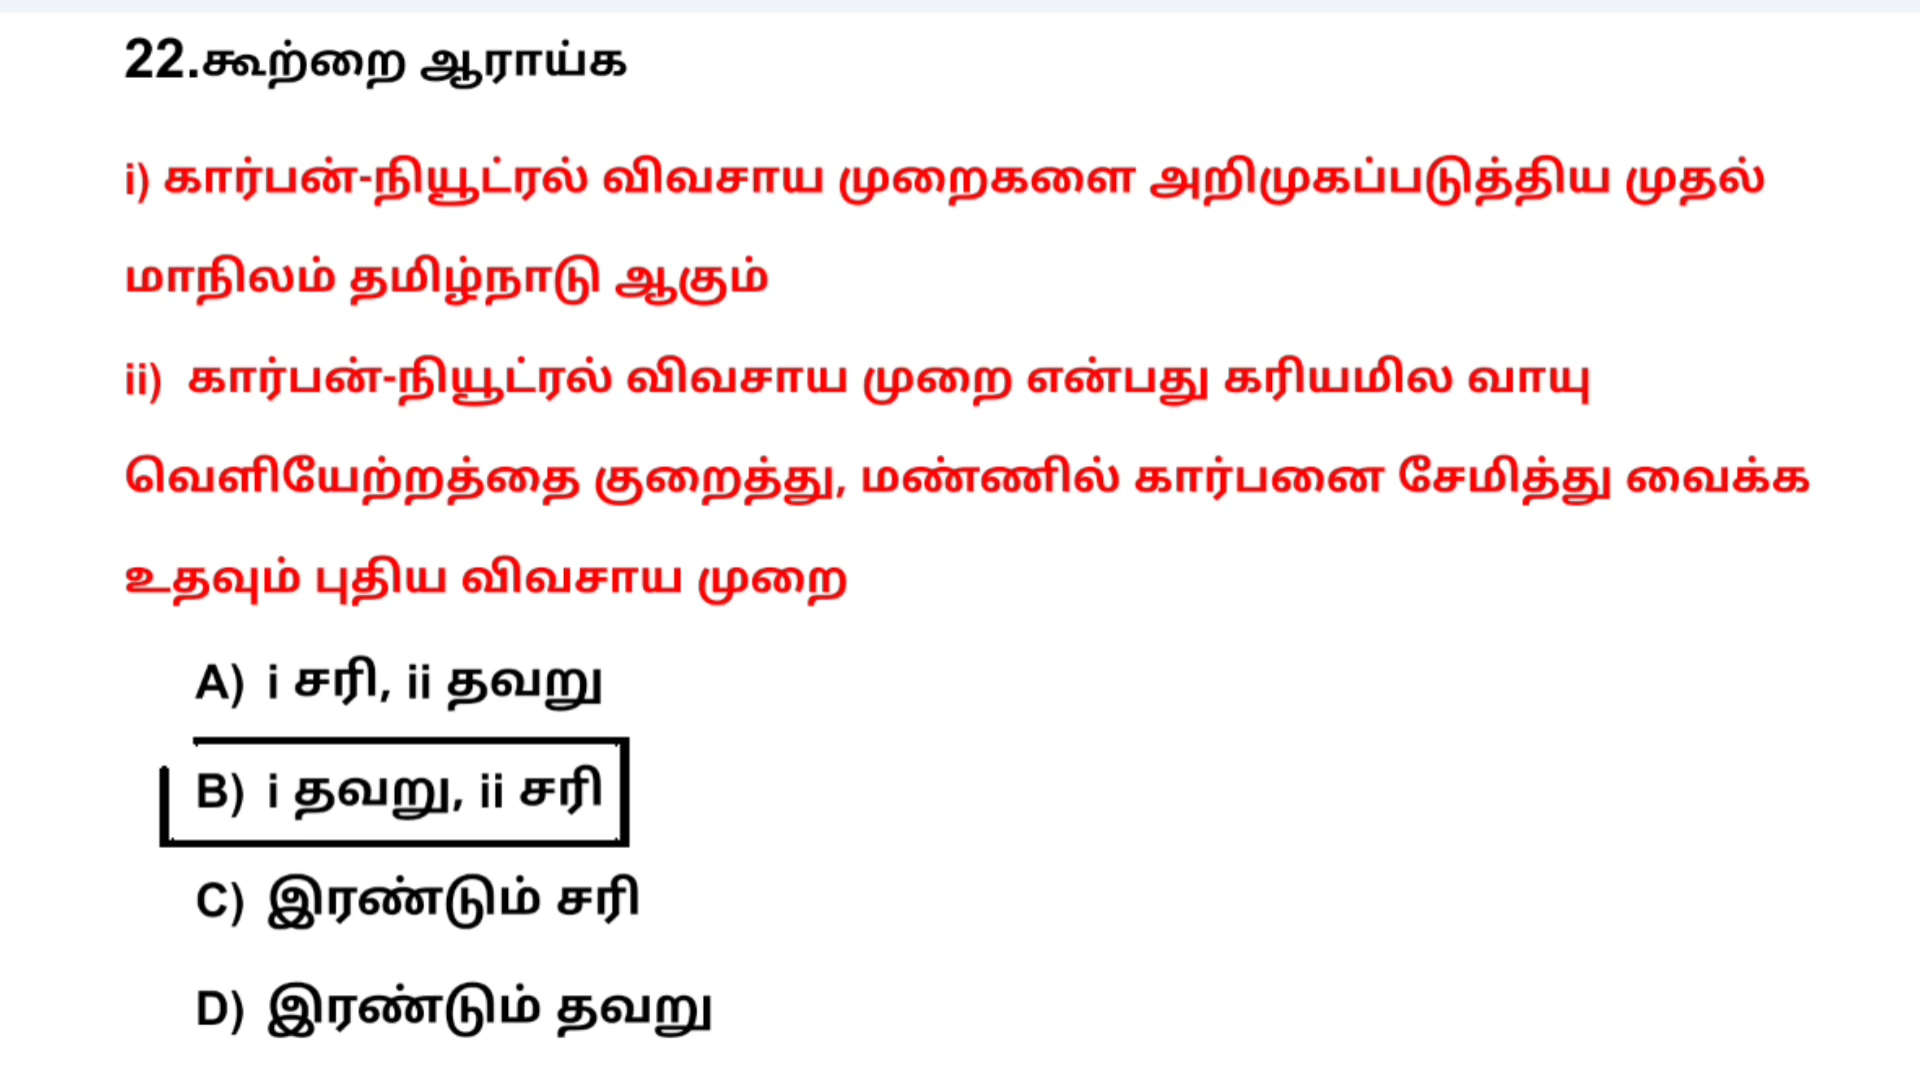 22.கூற்றை ஆராய்க
i) கார்பன்-நியூட்ரல் விவசாய முறைகளை அறிமுகப்படுத்திய முதல்
மாநிலம் தமிழ்நாடு ஆகும்
ii) கார்பன்-நியூட்ரல் விவசாய முறை என்பது கரியமில வாயு
வெளியேற்றத்தை குறைத்து, மண்ணில் கார்பனை சேமித்து வைக்க
உதவும் புதிய விவசாய முறை
A) i சரி, ii தவறு
B) i தவறு, ii சரி
C) இரண்டும் சரி
D) இரண்டும் தவறு